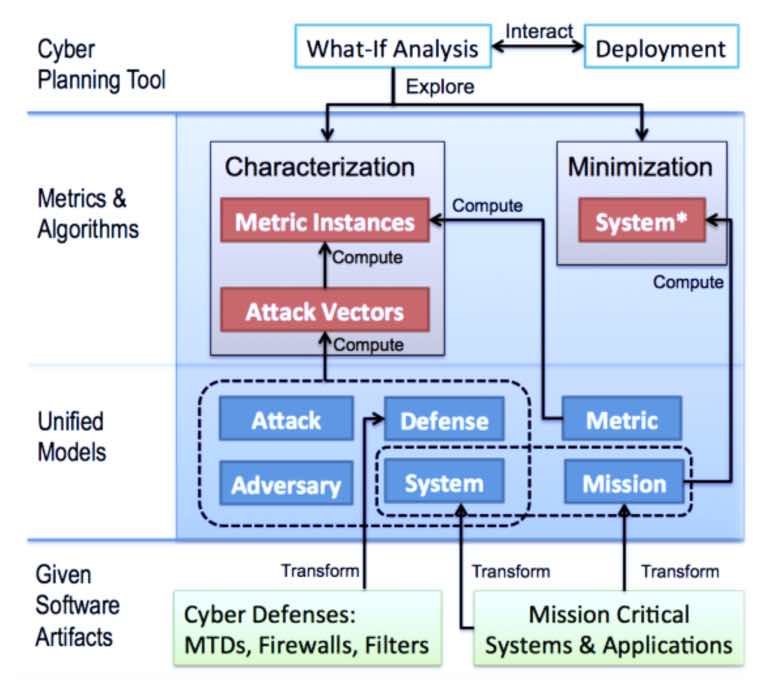 Cyber
Planning Tool
What-If Analysis
Interact
Deployment
Explore
Metrics &
Algorithms
Characterization
Metric Instances
Compute
Attack Vectors
Compute
Compute
Minimization
System*
Compute
Unified
Models
Attack
Defense
Metric
Adversary
System
Mission
Given
Software
Artifacts
Transform
Transform
Transform
Cyber Defenses:
MTDs, Firewalls, Filters
Mission Critical
Systems & Applications